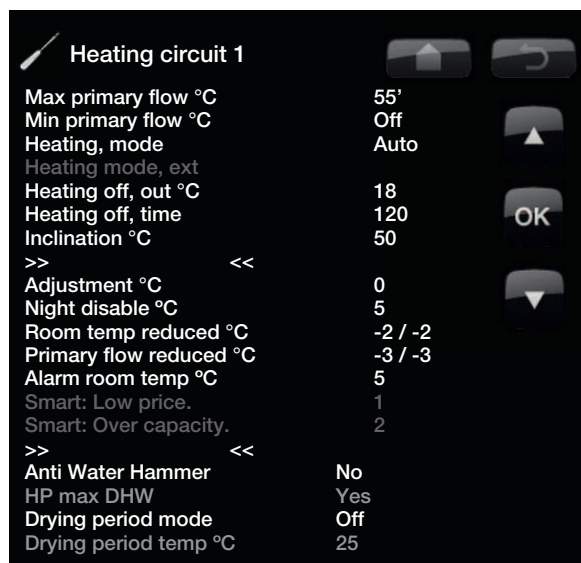 Heating circuit 1
Max primary flow °C 55'
Min primary flow °C Off
Heating, mode Auto
Heating mode, ext
Heating off, out °C 18
Heating off, time 120
Inclination °C 50
>> <<
Adjustment °C 0
Night disable ºC 5
Room temp reduced °C -2 / -2
Primary flow reduced °C -3 / -3
Alarm room temp ºC 5
Smart: Low price. 1
Smart: Over capacity. 2
>> <<
Anti Water Hammer No
HP max DHW Yes
Drying period mode Off
Drying period temp ºC 25
OK